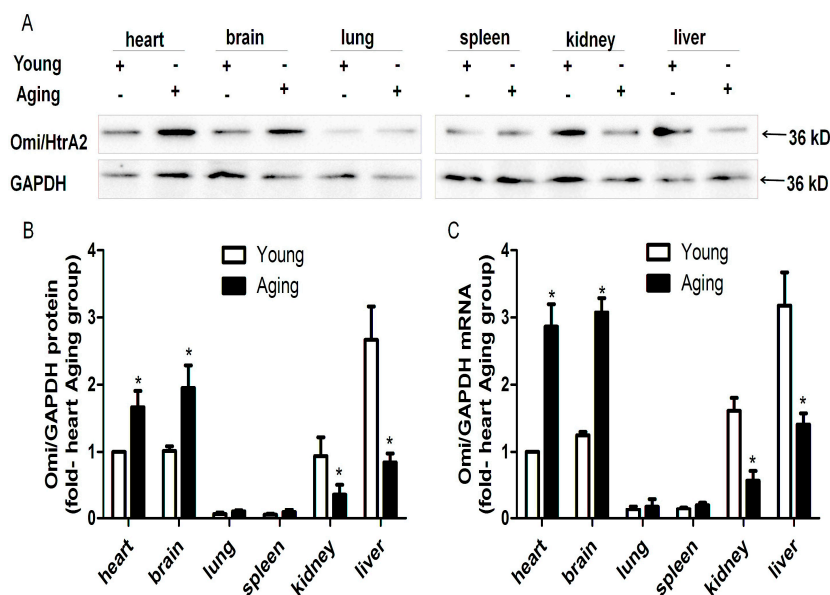 A
heart brain lung spleen kidney liver
Young + - + - + - + - + - + -
Aging - + - + - + - + - + - +
Omi/HtrA2 ←36 kD
GAPDH ←36 kD
B
Omi/GAPDH protein
(fold- heart Aging group)
4
3
2
1
0
Young
Aging
* * * *
heart brain lung spleen kidney liver
C
Omi/GAPDH mRNA
(fold- heart Aging group)
4
3
2
1
0
Young
Aging
* * * *
heart brain lung spleen kidney liver